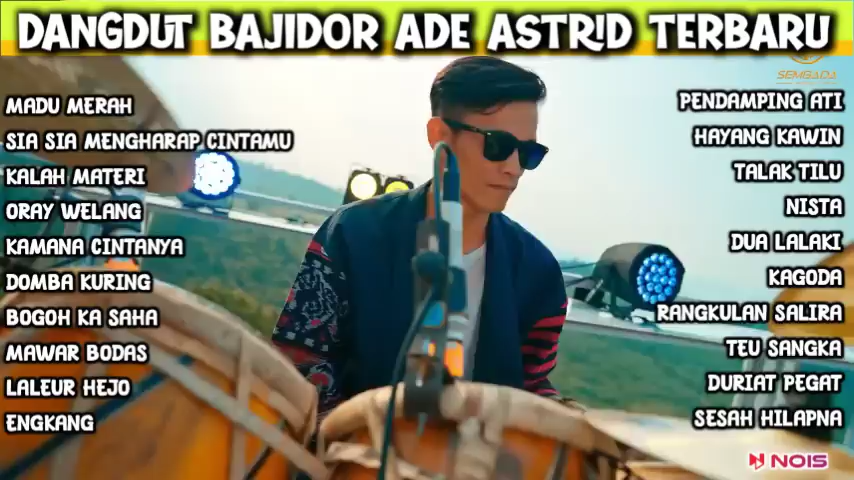 DANGDUT BAJIDOR ADE ASTRID TERBARU
SEMBADA
MADU MERAH
SIA SIA MENGHARAP CINTAMU
KALAH MATERI
ORAY WELANG
KAMANA CINTANYA
DOMBA KURING
BOGOH KA SAHA
MAWAR BODAS
LALEUR HEJO
ENGKANG
PENDAMPING ATI
HAYANG KAWIN
TALAK TILU
NISTA
DUA LALAKI
KAGODA
RANGKULAN SALIRA
TEU SANGKA
DURIAT PEGAT
SESAH HILAPNA
NOIS